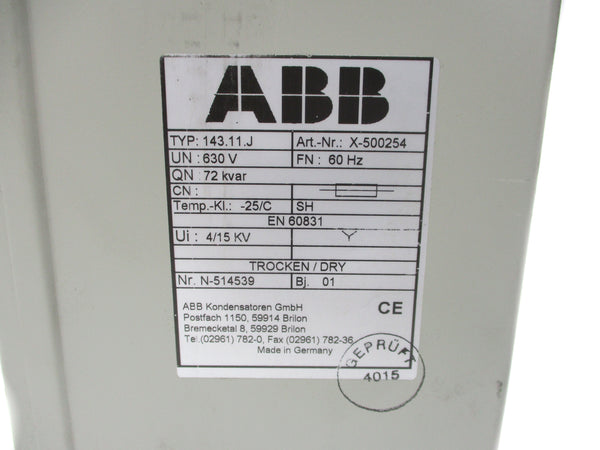 ABB
TYP: 143.11.J Art.-Nr.: X-500254
UN : 630 V FN : 60 Hz
QN : 72 kvar
CN :
Temp.-Kl.: -25/C SH
EN 60831
Ui : 4/15 KV
TROCKEN / DRY
Nr. N-514539 Bj. 01
ABB Kondensatoren GmbH
Postfach 1150, 59914 Brilon
Bremecketal 8, 59929 Brilon
Tel.(02961) 782-0, Fax (02961) 782-36
Made in Germany
CE
GEPRÜFT
4015